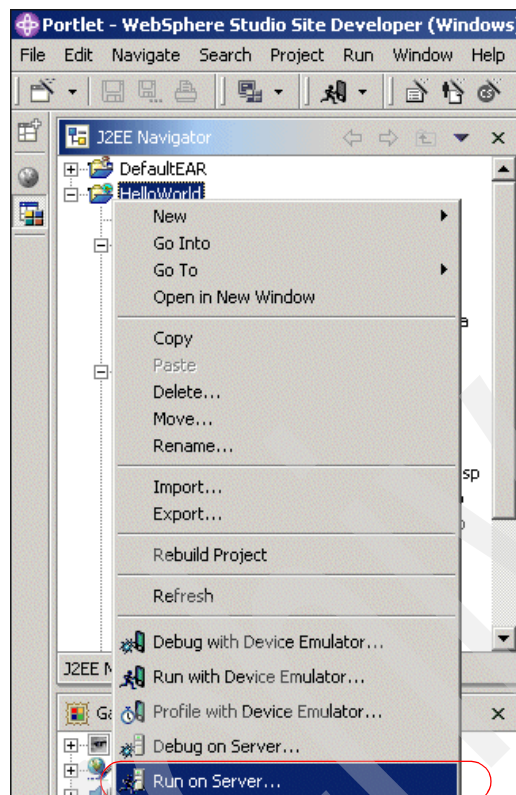 Portlet - WebSphere Studio Site Developer (Windows
File Edit Navigate Search Project Run Window Help
J2EE Navigator
DefaultEAR
HelloWorld
New
Go Into
Go To
Open in New Window
Copy
a
Paste
Delete...
Move...
Rename...
sp
Import...
Export...
Rebuild Project
Refresh
Debug with Device Emulator...
J2EE N
Run with Device Emulator...
Ga
Profile with Device Emulator...
Debug on Server...
Run on Server...